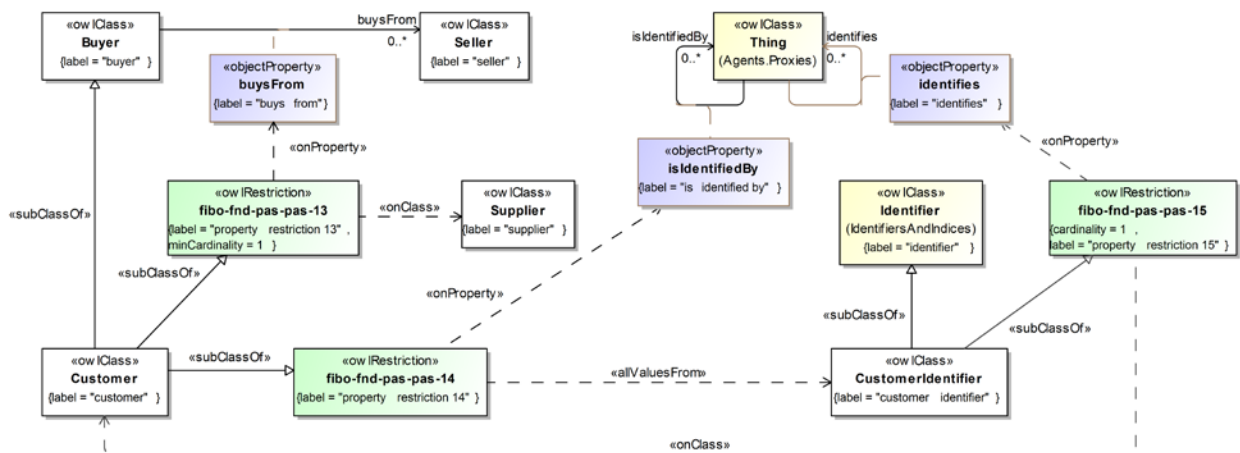 «owlClass»
Buyer
{label = "buyer" }
buysFrom
0..*
«owlClass»
Seller
{label = "seller" }
«objectProperty»
buysFrom
{label = "buys from"}
isIdentifiedBy
0..*
«owlClass»
Thing
(Agents.Proxies)
identifies
0..*
«objectProperty»
identifies
{label = "identifies" }
«onProperty»
«objectProperty»
isIdentifiedBy
{label = "is identified by" }
«onProperty»
«subClassOf»
«owlRestriction»
fibo-fnd-pas-pas-13
{label = "property restriction 13" ,
minCardinality = 1 }
«onClass»
«owlClass»
Supplier
{label = "supplier" }
«owlClass»
Identifier
(IdentifiersAndIndices)
{label = "identifier" }
«owlRestriction»
fibo-fnd-pas-pas-15
{cardinality = 1 ,
label = "property restriction 15" }
«subClassOf»
«onProperty»
«subClassOf»
«owlClass»
Customer
{label = "customer" }
«subClassOf»
«owlRestriction»
fibo-fnd-pas-pas-14
{label = "property restriction 14" }
«allValuesFrom»
«subClassOf»
«owlClass»
CustomerIdentifier
{label = "customer identifier" }
«onClass»